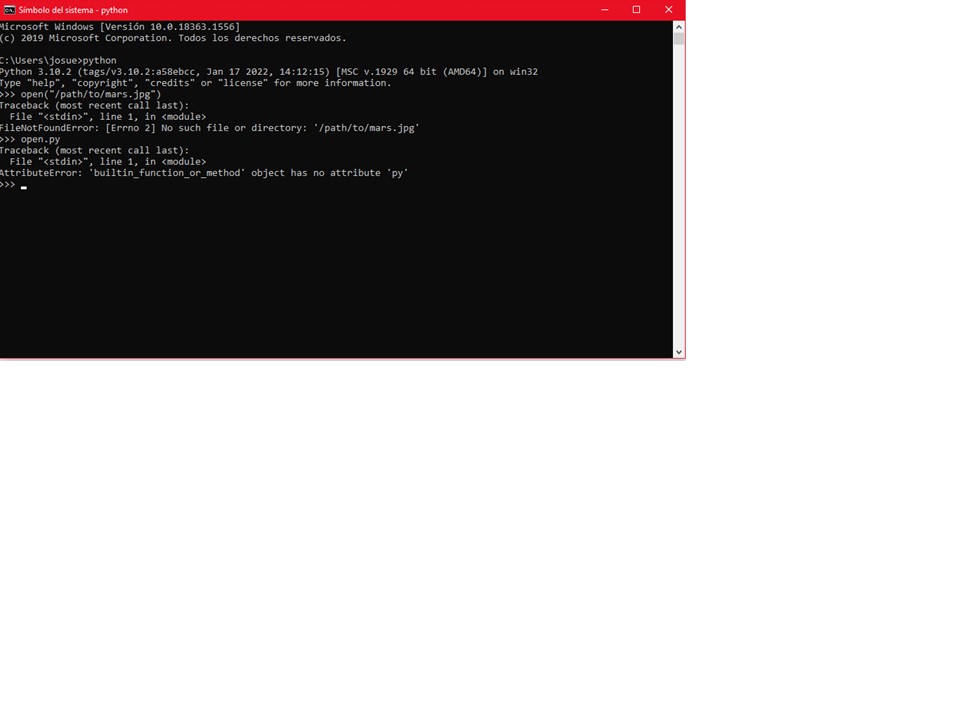 Símbolo del sistema - python
Microsoft Windows [Versión 10.0.18363.1556]
(c) 2019 Microsoft Corporation. Todos los derechos reservados.
C:\Users\josue>python
Python 3.10.2 (tags/v3.10.2:a58ebcc, Jan 17 2022, 14:12:15) [MSC v.1929 64 bit (AMD64)] on win32
Type "help", "copyright", "credits" or "license" for more information.
>>> open("/path/to/mars.jpg")
Traceback (most recent call last):
  File "<stdin>", line 1, in <module>
FileNotFoundError: [Errno 2] No such file or directory: '/path/to/mars.jpg'
>>> open.py
Traceback (most recent call last):
  File "<stdin>", line 1, in <module>
AttributeError: 'builtin_function_or_method' object has no attribute 'py'
>>>